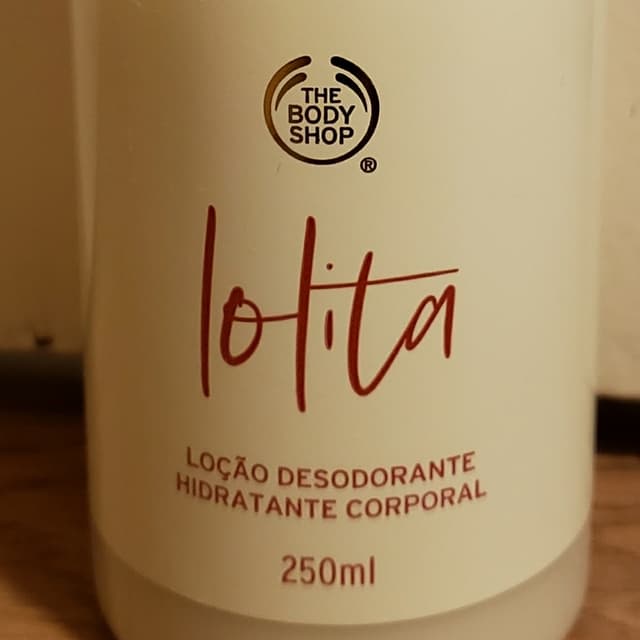 THE
BODY
SHOP
®
lolita
LOÇÃO DESODORANTE
HIDRATANTE CORPORAL
250ml